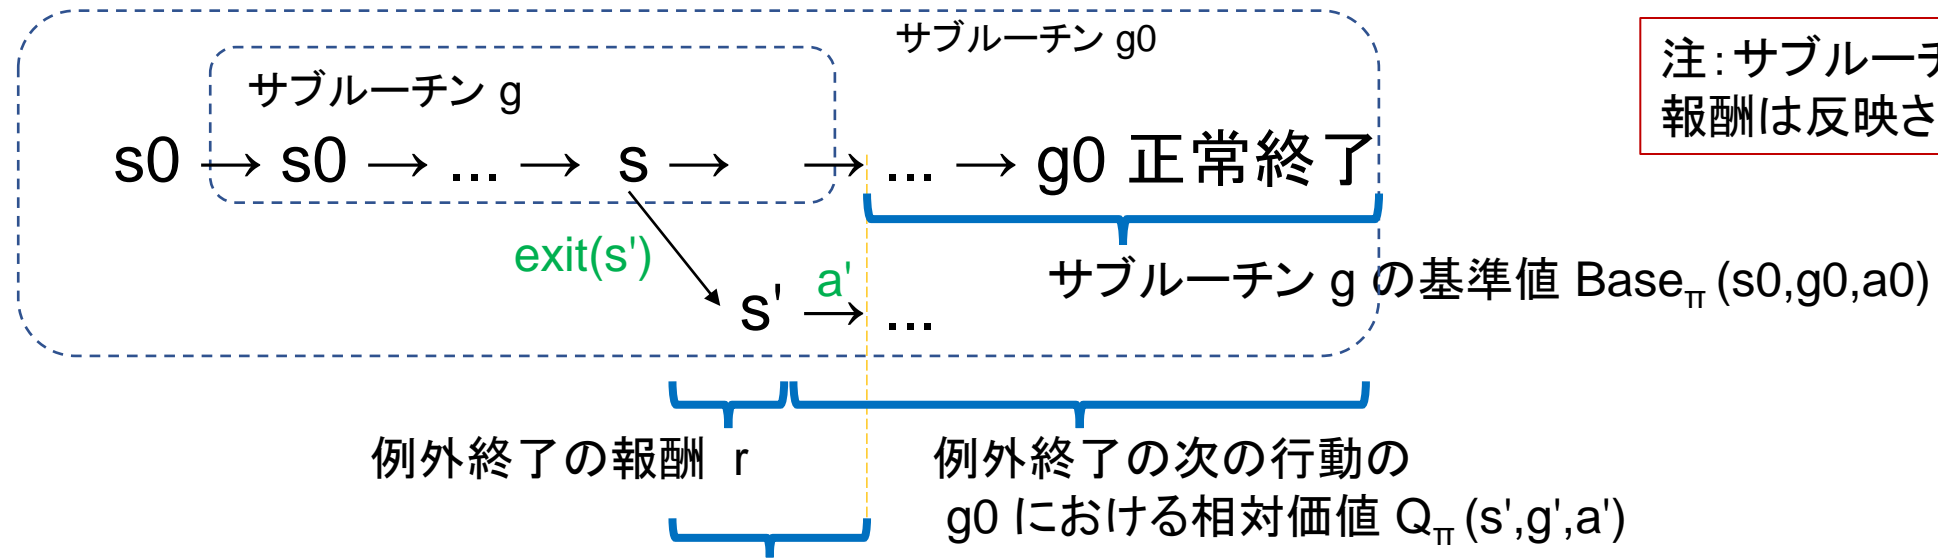 サブルーチン g0
サブルーチン g
注：サブルーチ
報酬は反映さ
s0 → s0 → ... → s → → ... → g0 正常終了
exit(s')
a'
サブルーチン g の基準値 Baseπ (s0,g0,a0)
s' → ...
例外終了の報酬 r
例外終了の次の行動の
g0 における相対価値 Qπ (s',g',a')